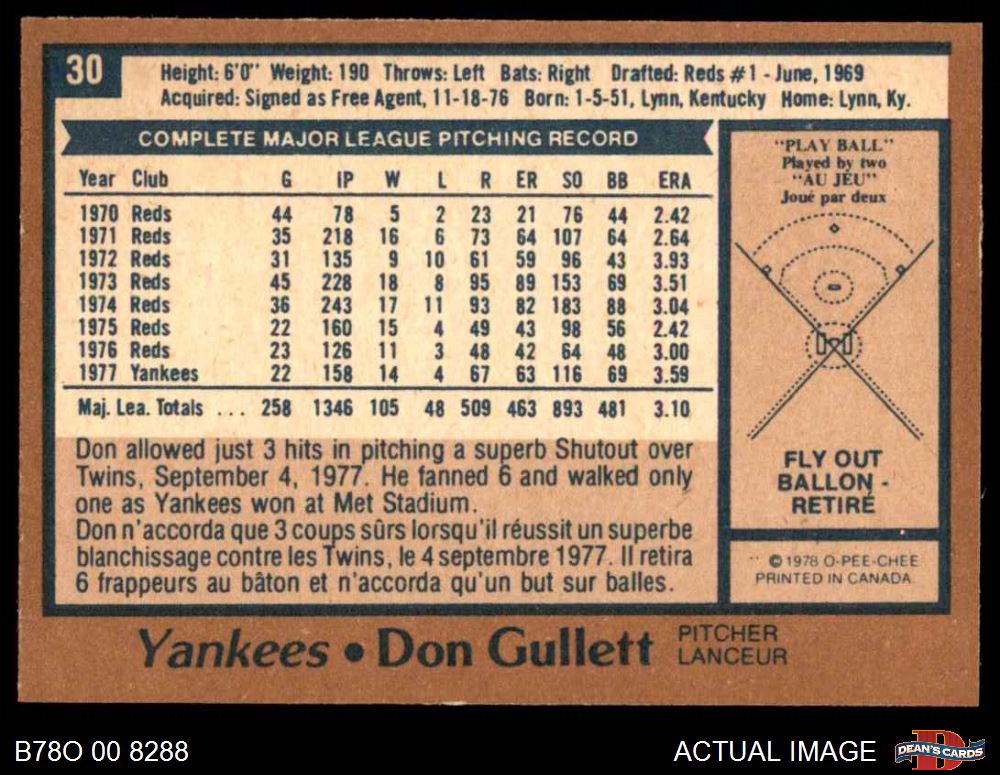 30
Height: 6'0" Weight: 190 Throws: Left Bats: Right Drafted: Reds #1 - June, 1969
Acquired: Signed as Free Agent, 11-18-76 Born: 1-5-51, Lynn, Kentucky Home: Lynn, Ky.
COMPLETE MAJOR LEAGUE PITCHING RECORD
Year Club G IP W L R ER SO BB ERA
1970 Reds 44 78 5 2 23 21 76 44 2.42
1971 Reds 35 218 16 6 73 64 107 64 2.64
1972 Reds 31 135 9 10 61 59 96 43 3.93
1973 Reds 45 228 18 8 95 89 153 69 3.51
1974 Reds 36 243 17 11 93 82 183 88 3.04
1975 Reds 22 160 15 4 49 43 98 56 2.42
1976 Reds 23 126 11 3 48 42 64 48 3.00
1977 Yankees 22 158 14 4 67 63 116 69 3.59
Maj. Lea. Totals ... 258 1346 105 48 509 463 893 481 3.10
Don allowed just 3 hits in pitching a superb Shutout over
Twins, September 4, 1977. He fanned 6 and walked only
one as Yankees won at Met Stadium.
Don n'accorda que 3 coups sûrs lorsqu'il réussit un superbe
blanchissage contre les Twins, le 4 septembre 1977. Il retira
6 frappeurs au bâton et n'accorda qu'un but sur balles.
"PLAY BALL"
Played by two
"AU JEU"
Joué par deux
FLY OUT
BALLON -
RETIRÉ
© 1978 O-PEE-CHEE
PRINTED IN CANADA.
Yankees • Don Gullett
PITCHER
LANCEUR
B78O 00 8288
ACTUAL IMAGE
DEAN'S CARDS